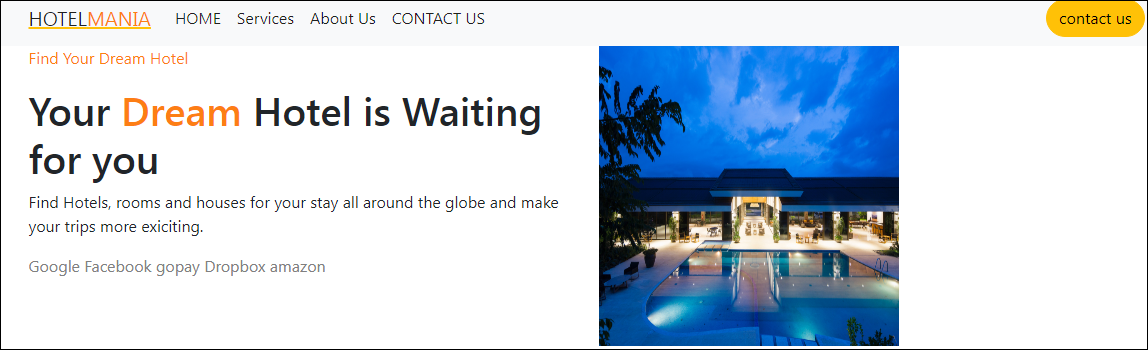 HOTELMANIA HOME Services About Us CONTACT US contact us
Find Your Dream Hotel
Your Dream Hotel is Waiting
for you
Find Hotels, rooms and houses for your stay all around the globe and make
your trips more exiciting.
Google Facebook gopay Dropbox amazon